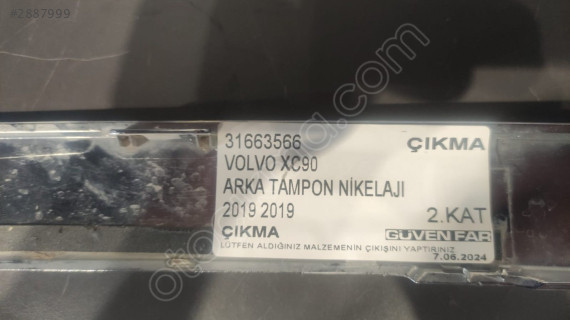 #2887999
31663566 ÇIKMA
VOLVO XC90
ARKA TAMPON NİKELAJI
2019 2019 2.KAT
ÇIKMA GÜVEN FAR
LÜTFEN ALDIĞINIZ MALZEMENİN ÇIKIŞINI YAPTIRINIZ
7.06.2024